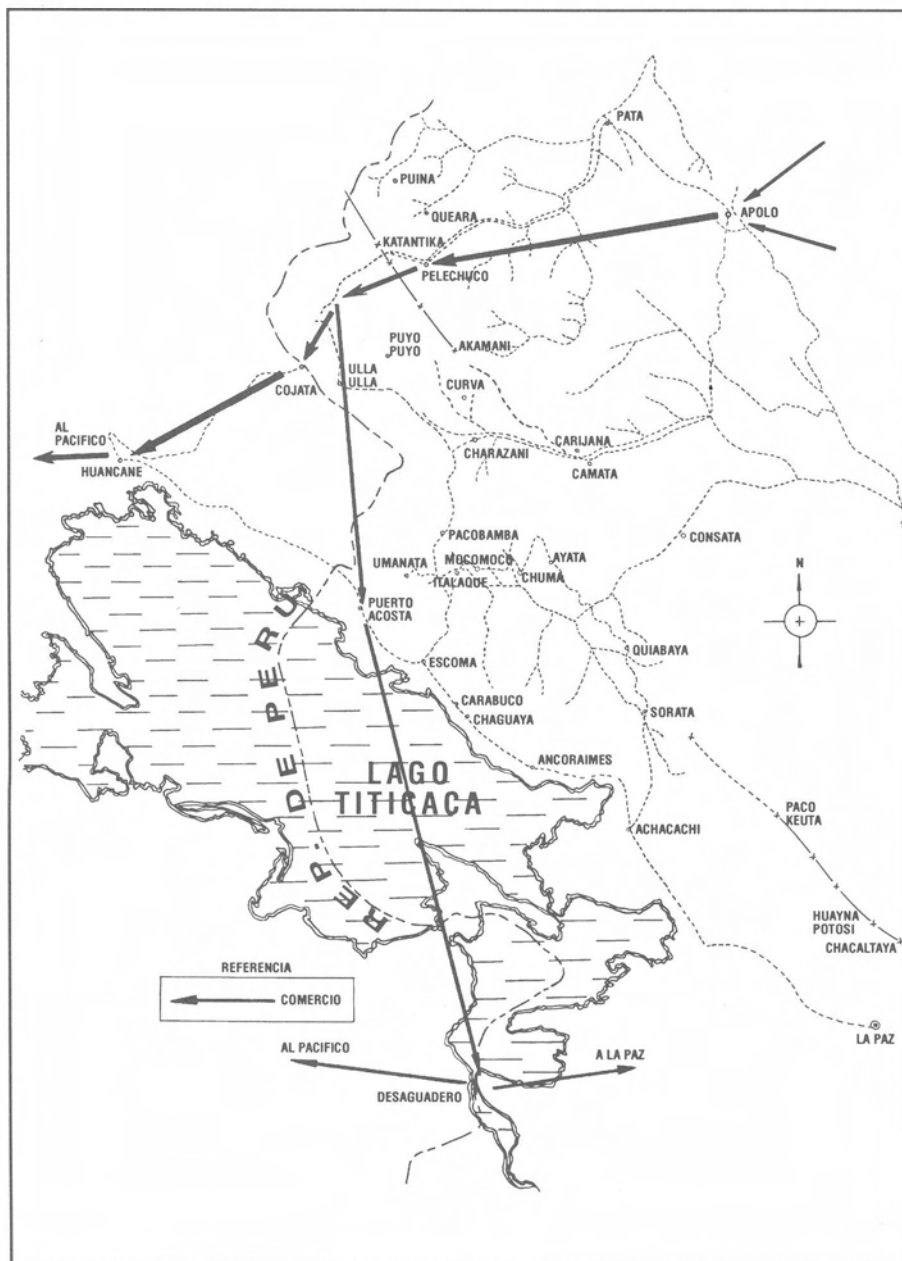 PATA
PUINA
APOLO
QUEARA
KATANTIKA
PELECHUCO
PUYO
PUYO
AKAMANI
ULLA
ULLA
COJATA
CURVA
AL
PACIFICO
HUANCANE
CHARAZANI
CARIJANA
CAMATA
PACOBAMBA
CONSATA
UMANATA
MOCOMOCO
AYATA
ITALAQUE
CHUMA
N
PUERTO
ACOSTA
QUIABAYA
ESCOMA
CARABUCO
CHAGUAYA
SORATA
ANCORAIMES
REP. DE PERU
LAGO
TITICACA
PACO
KEUTA
ACHACACHI
HUAYNA
POTOSI
CHACALTAYA
REFERENCIA
COMERCIO
LA PAZ
AL PACIFICO
A LA PAZ
DESAGUADERO